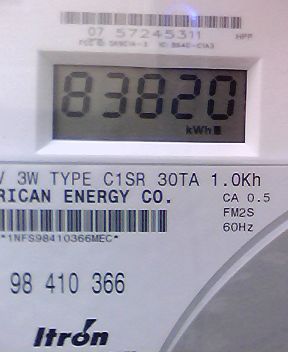 07 57245311
83820
kWh
V 3W TYPE C1SR 30TA 1.0Kh
RICAN ENERGY CO.
CA 0.5
FM2S
60Hz
*1NFS98410366MEC*
98 410 366
Itrón